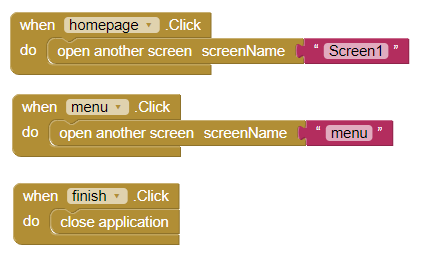 when homepage .Click
do open another screen screenName " Screen1 "
when menu .Click
do open another screen screenName " menu "
when finish .Click
do close application